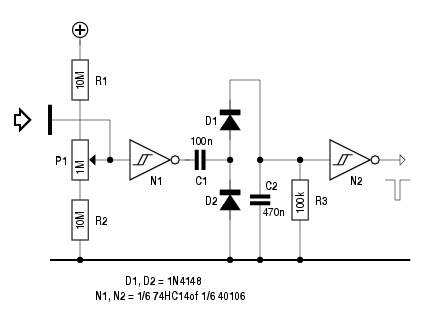 10M R1
D1
100n
P1 1M
N1 C1 N2
D2 C2
470n 100k R3
10M R2
D1, D2 = 1N4148
N1, N2 = 1/6 74HC14of 1/6 40106